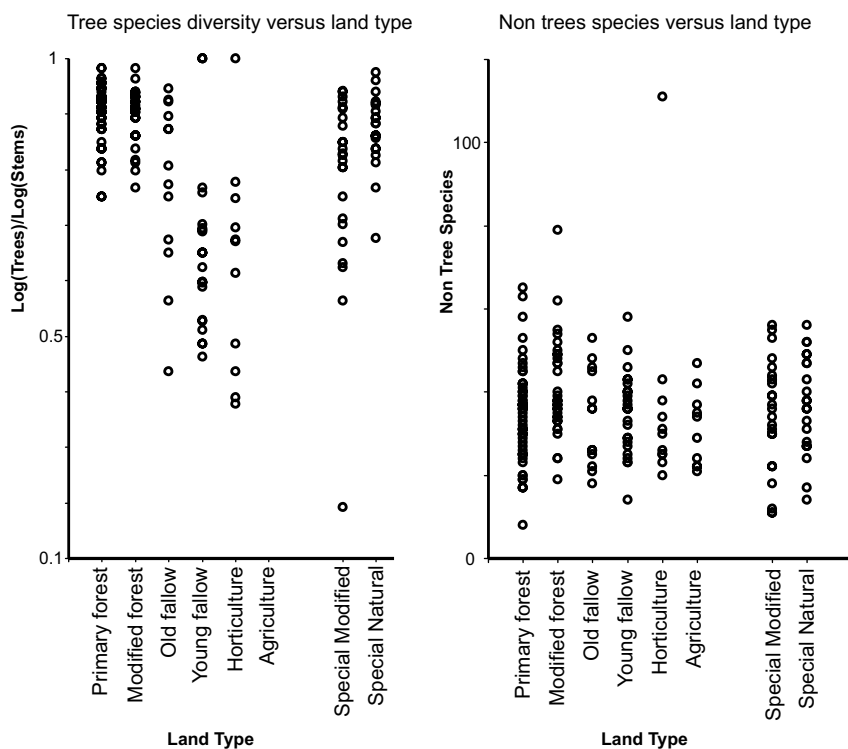 Tree species diversity versus land type
1
0.5
0.1
Log(Trees)/Log(Stems)
Primary forest
Modified forest
Old fallow
Young fallow
Horticulture
Agriculture
Special Modified
Special Natural
Land Type
Non trees species versus land type
100
0
Non Tree Species
Primary forest
Modified forest
Old fallow
Young fallow
Horticulture
Agriculture
Special Modified
Special Natural
Land Type